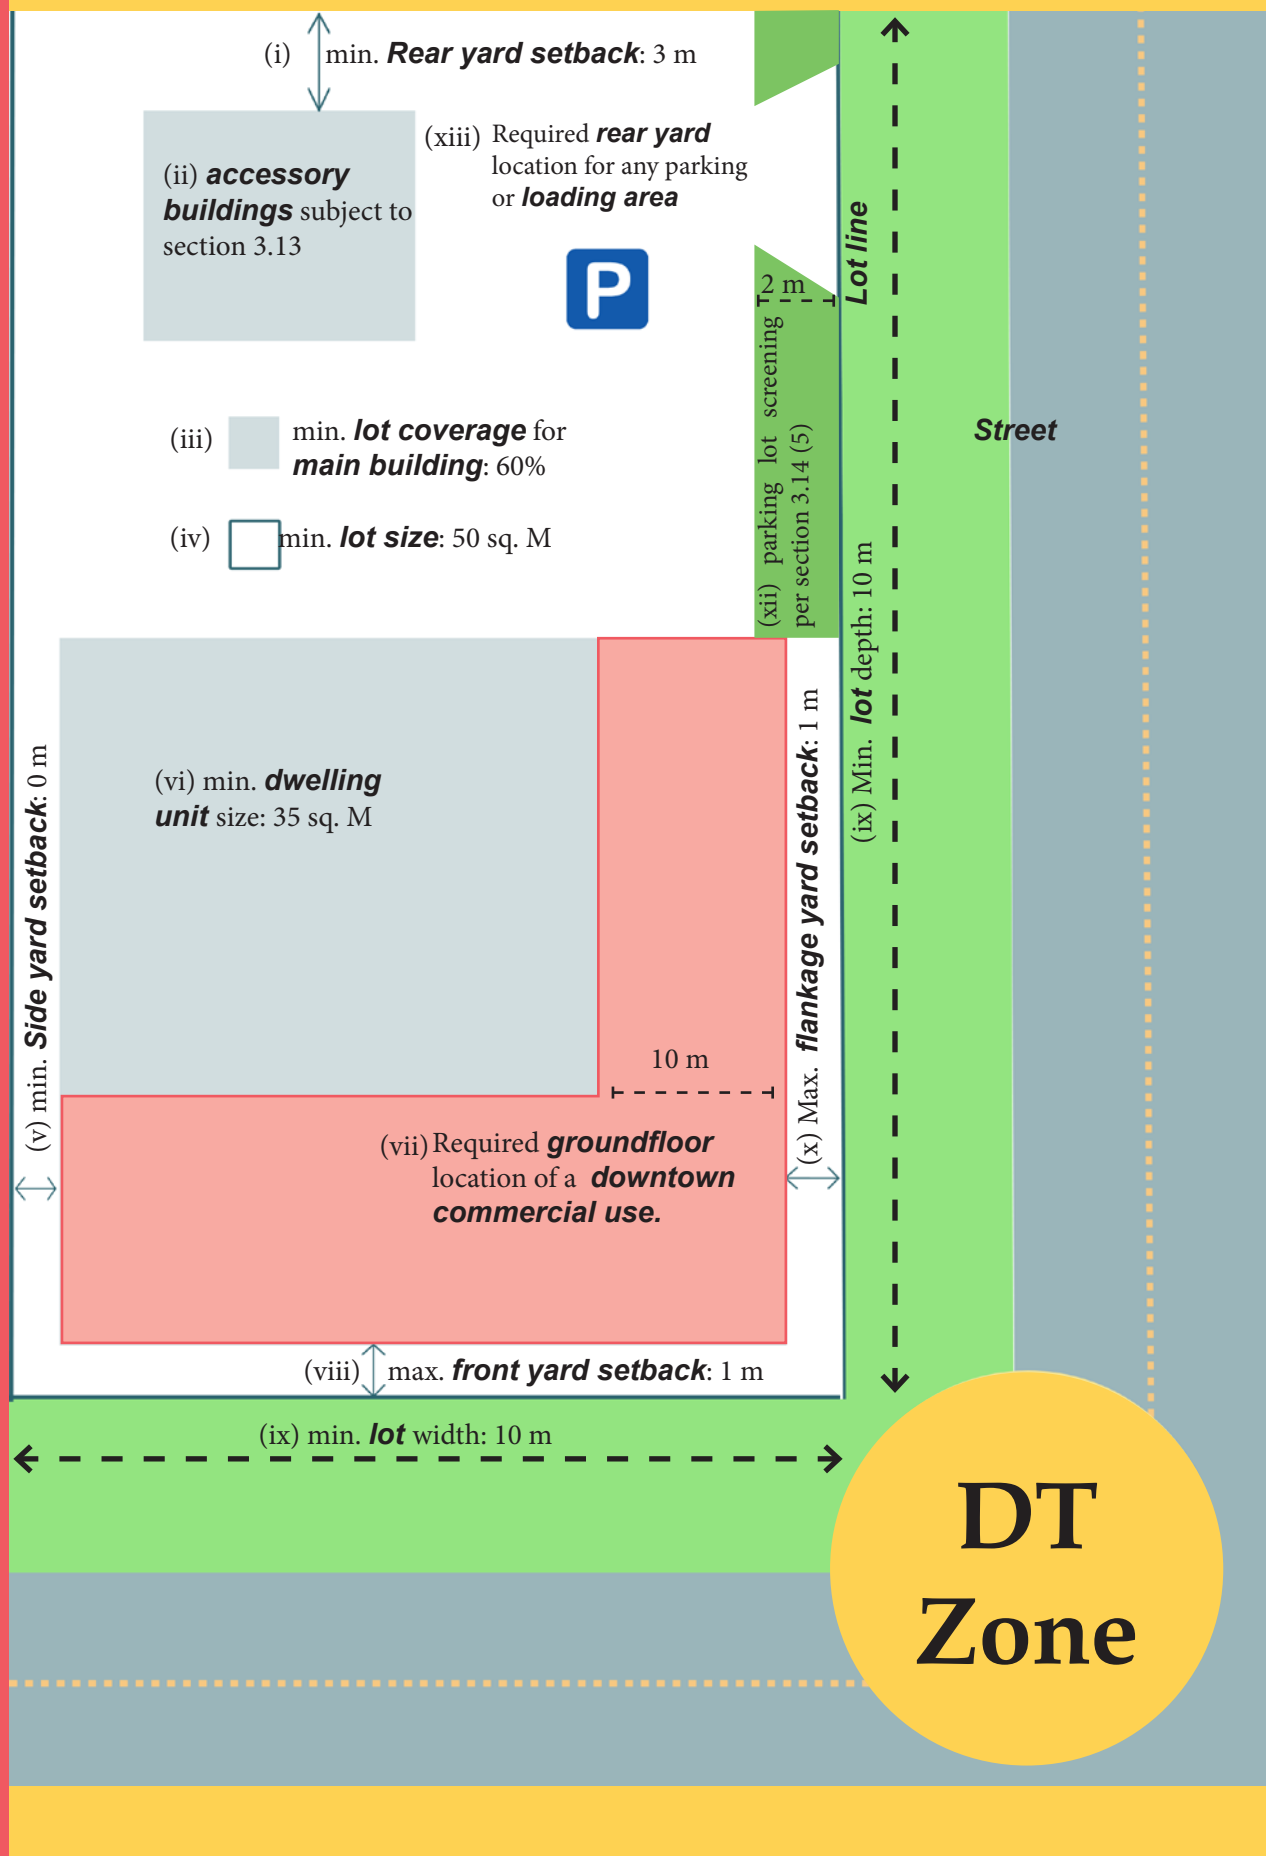 (i) min. Rear yard setback: 3 m
(xiii) Required rear yard
location for any parking
or loading area
(ii) accessory
buildings subject to
section 3.13
P
Lot line
2 m
(xii) parking lot screening
per section 3.14 (5)
Street
(iii) min. lot coverage for
main building: 60%
(iv) min. lot size: 50 sq. M
(ix) Min. lot depth: 10 m
(v) min. Side yard setback: 0 m
(vi) min. dwelling
unit size: 35 sq. M
(x) Max. flankage yard setback: 1 m
10 m
(vii) Required groundfloor
location of a downtown
commercial use.
(viii) max. front yard setback: 1 m
(ix) min. lot width: 10 m
DT
Zone